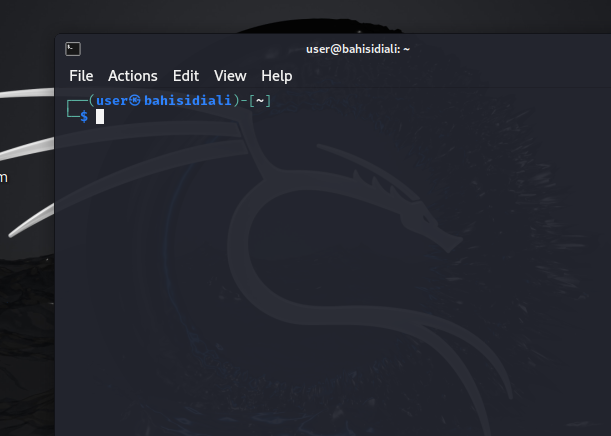 user@bahisidiali: ~
File Actions Edit View Help
┌──(user㉿bahisidiali)-[~]
└─$
m